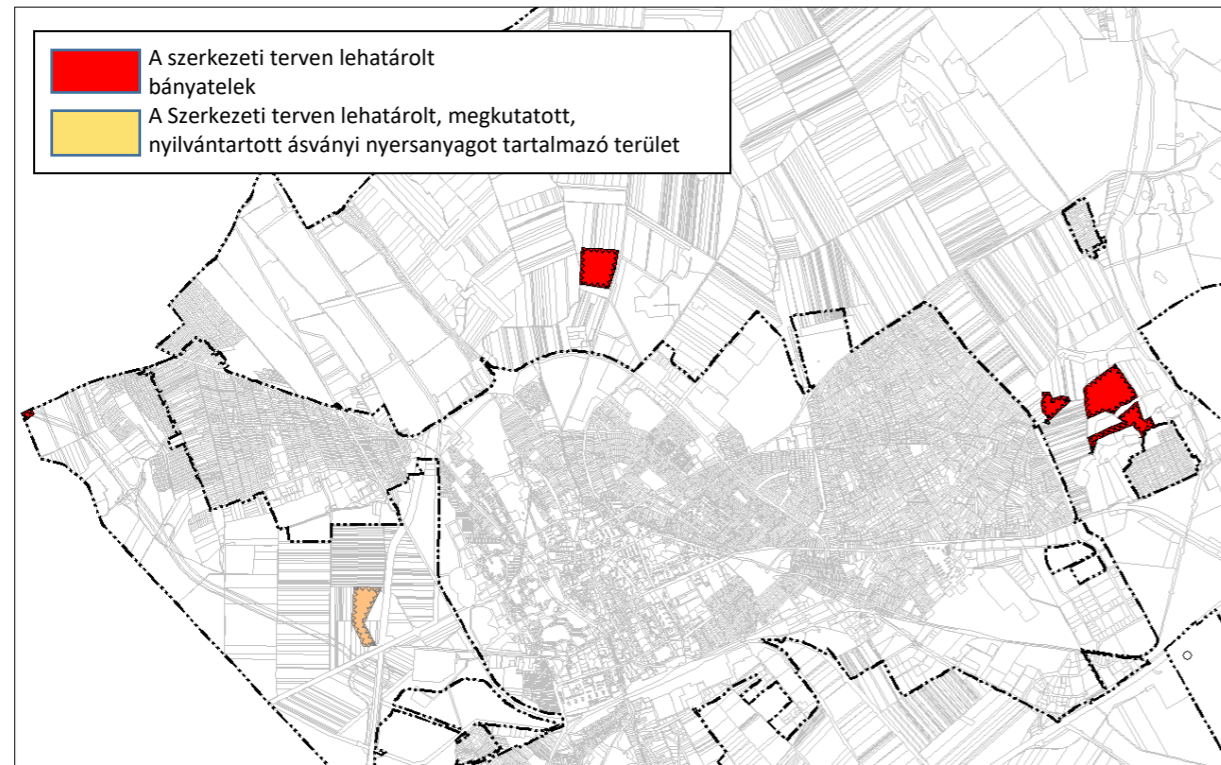 A szerkezeti terven lehatárolt
bányatelek
A Szerkezeti terven lehatárolt, megkutatott,
nyilvántartott ásványi nyersanyagot tartalmazó terület